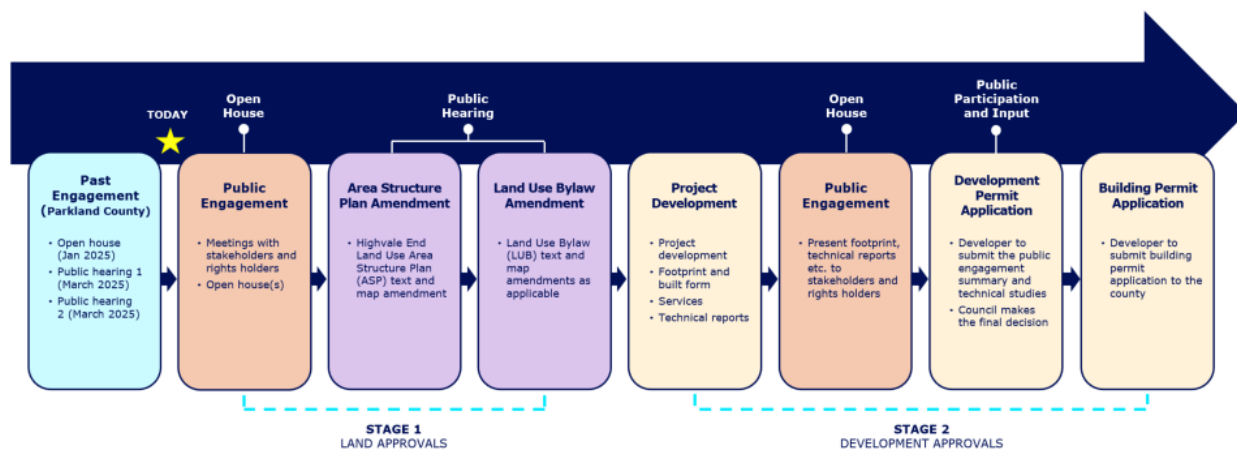 TODAY
Open
House
Public
Hearing
Open
House
Public
Participation
and Input
Past
Engagement
(Parkland County)
• Open house
(Jan 2025)
• Public hearing 1
(March 2025)
• Public hearing
2 (March 2025)
Public
Engagement
• Meetings with
stakeholders and
rights holders
• Open house(s)
Area Structure
Plan Amendment
• Highvale End
Land Use Area
Structure Plan
(ASP) text and
map amendment
Land Use Bylaw
Amendment
• Land Use Bylaw
(LUB) text and
map
amendments as
applicable
Project
Development
• Project
development
• Footprint and
built form
• Services
• Technical reports
Public
Engagement
• Present footprint,
technical reports
etc. to
stakeholders and
rights holders
Development
Permit
Application
• Developer to
submit the public
engagement
summary and
technical studies
• Council makes
the final decision
Building Permit
Application
• Developer to
submit building
permit
application to the
county
STAGE 1
LAND APPROVALS
STAGE 2
DEVELOPMENT APPROVALS